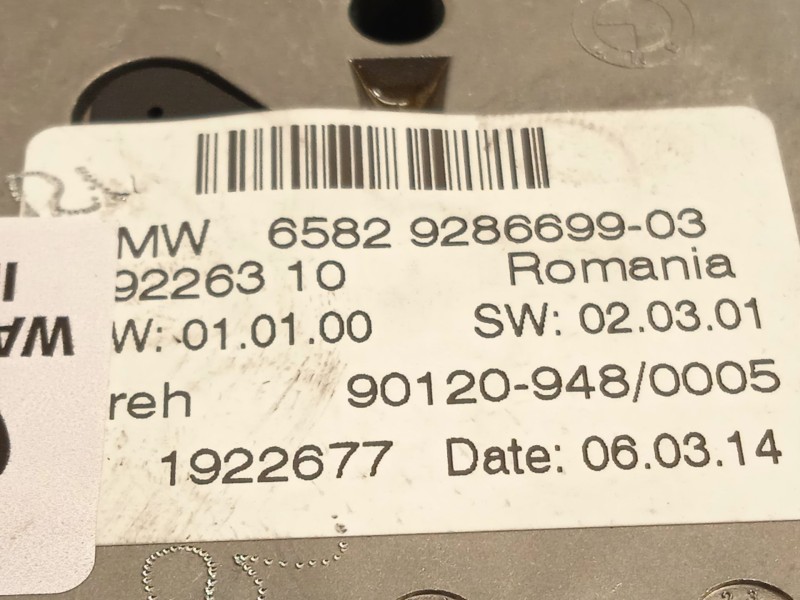 MW 6582 9286699-03
92263 10 Romania
W: 01.01.00 SW: 02.03.01
reh 90120-948/0005
1922677 Date: 06.03.14
WA